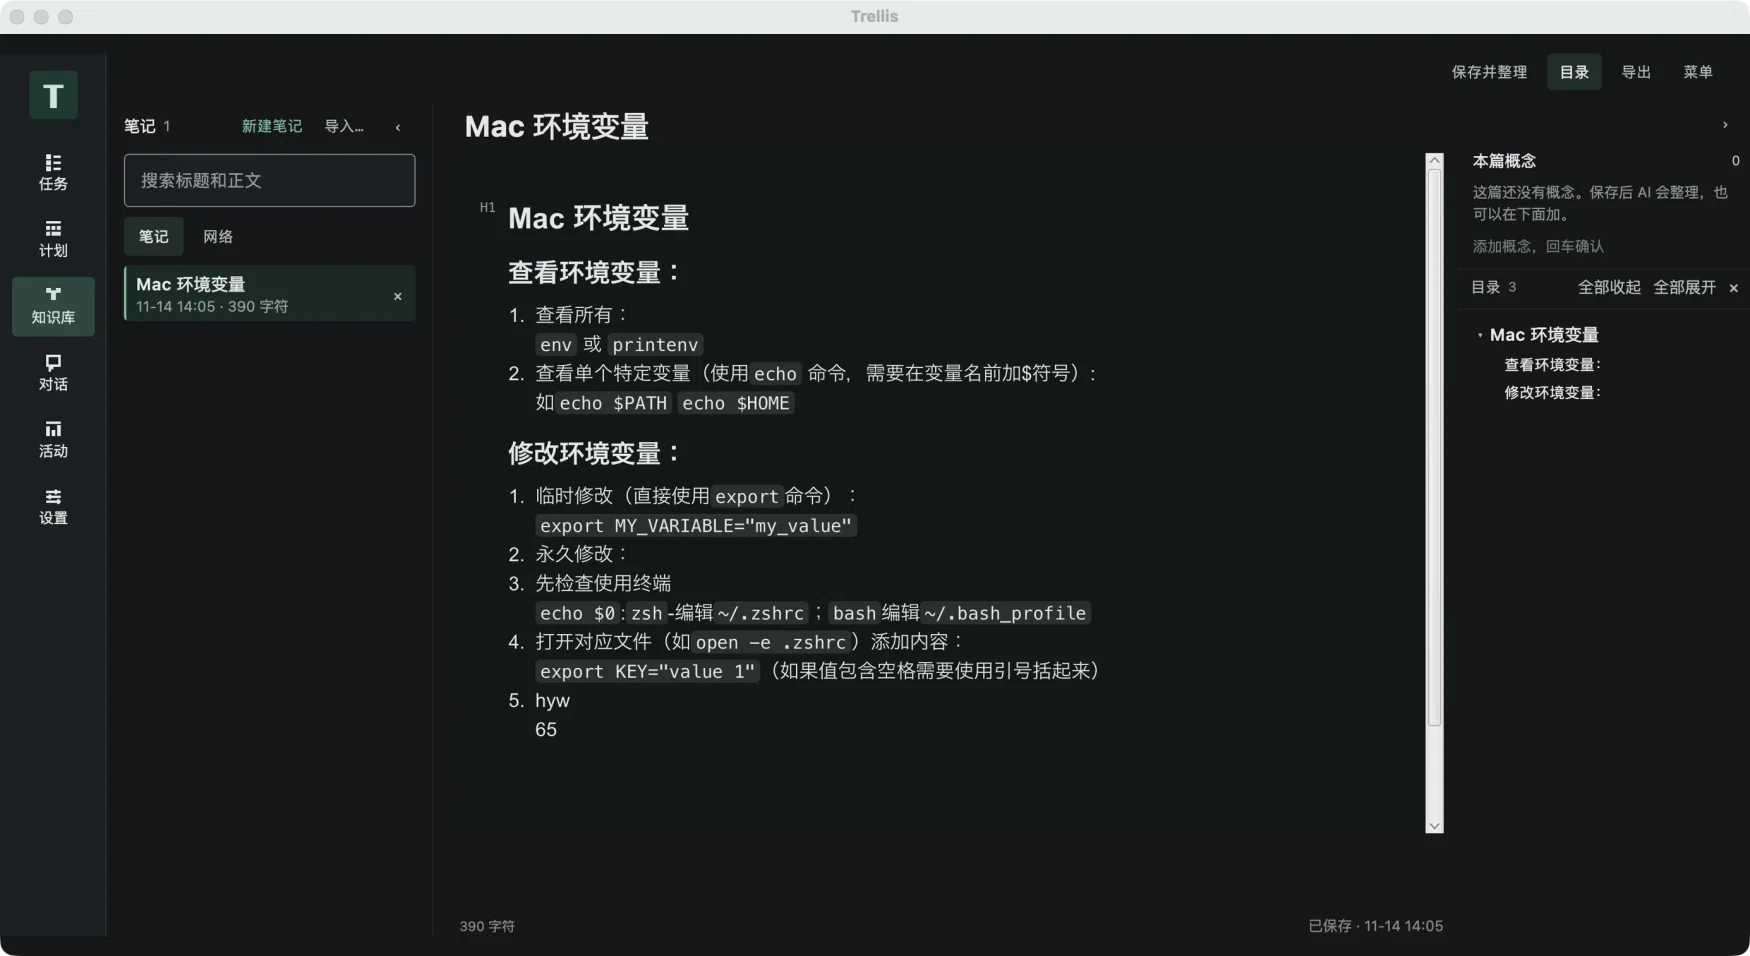 Trellis
保存并整理 目录 导出 菜单
T
任务
计划
知识库
对话
活动
设置
笔记 1 新建笔记 导入... ‹
搜索标题和正文
笔记 网络
Mac 环境变量
11-14 14:05 · 390 字符 ×
Mac 环境变量
H1 Mac 环境变量
查看环境变量：
1. 查看所有：
env 或 printenv
2. 查看单个特定变量（使用 echo 命令，需要在变量名前加$符号）：
如 echo $PATH echo $HOME
修改环境变量：
1. 临时修改（直接使用 export 命令）：
export MY_VARIABLE="my_value"
2. 永久修改：
3. 先检查使用终端
echo $0 : zsh -编辑 ~/.zshrc ；bash 编辑 ~/.bash_profile
4. 打开对应文件（如 open -e .zshrc ）添加内容：
export KEY="value 1" （如果值包含空格需要使用引号括起来）
5. hyw
65
390 字符
已保存 · 11-14 14:05
›
本篇概念 0
这篇还没有概念。保存后 AI 会整理，也
可以在下面加。
添加概念，回车确认
目录 3 全部收起 全部展开 ×
Mac 环境变量
查看环境变量：
修改环境变量：